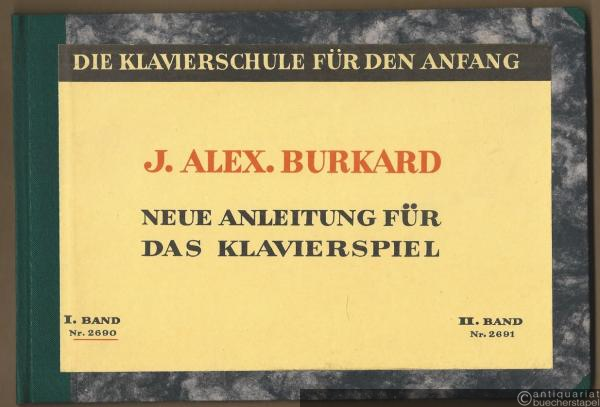 DIE KLAVIERSCHULE FÜR DEN ANFANG
J. ALEX. BURKARD
NEUE ANLEITUNG FÜR
DAS KLAVIERSPIEL
I. BAND
Nr. 2690
II. BAND
Nr. 2691
©antiquariat
buecherstapel